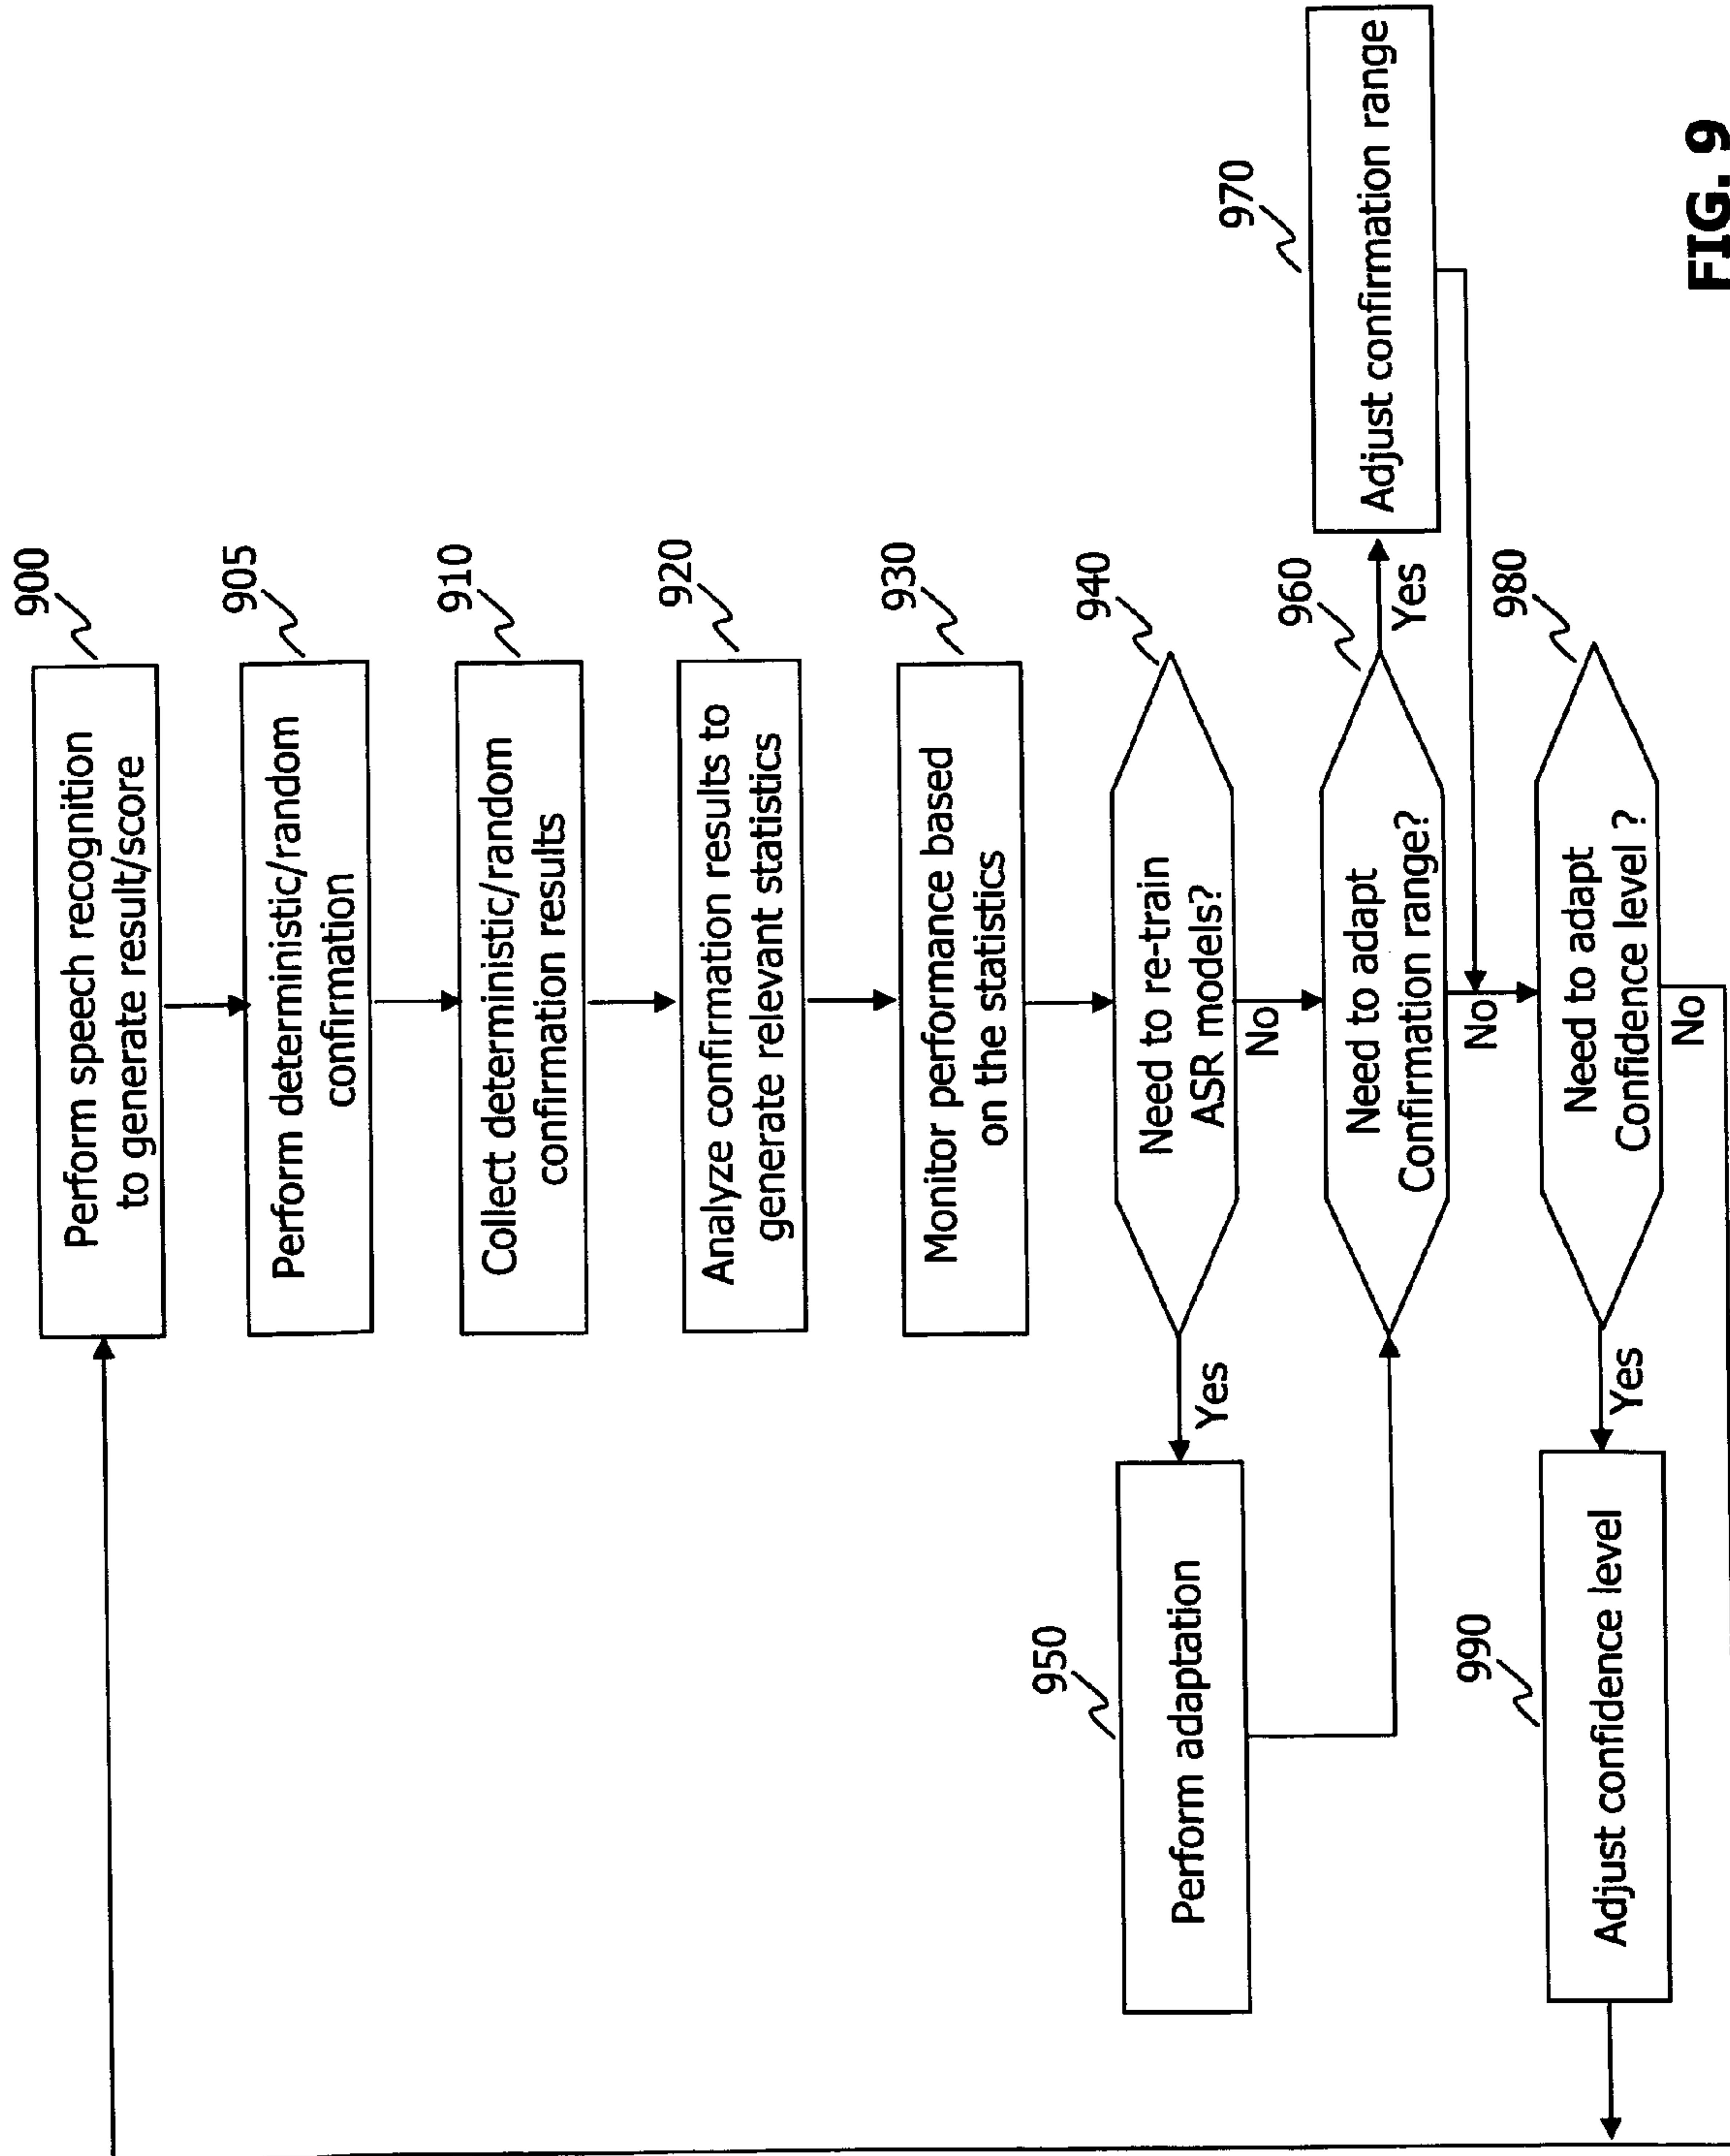 900
Perform speech recognition
to generate result/score
905
Perform deterministic/random
confirmation
910
Collect deterministic/random
confirmation results
920
Analyze confirmation results to
generate relevant statistics
930
Monitor performance based
on the statistics
940
Need to re-train
ASR models?
Yes
No
950
Perform adaptation
960
Need to adapt
Confirmation range?
Yes
No
970
Adjust confirmation range
980
Need to adapt
Confidence level ?
Yes
No
990
Adjust confidence level
FIG. 9